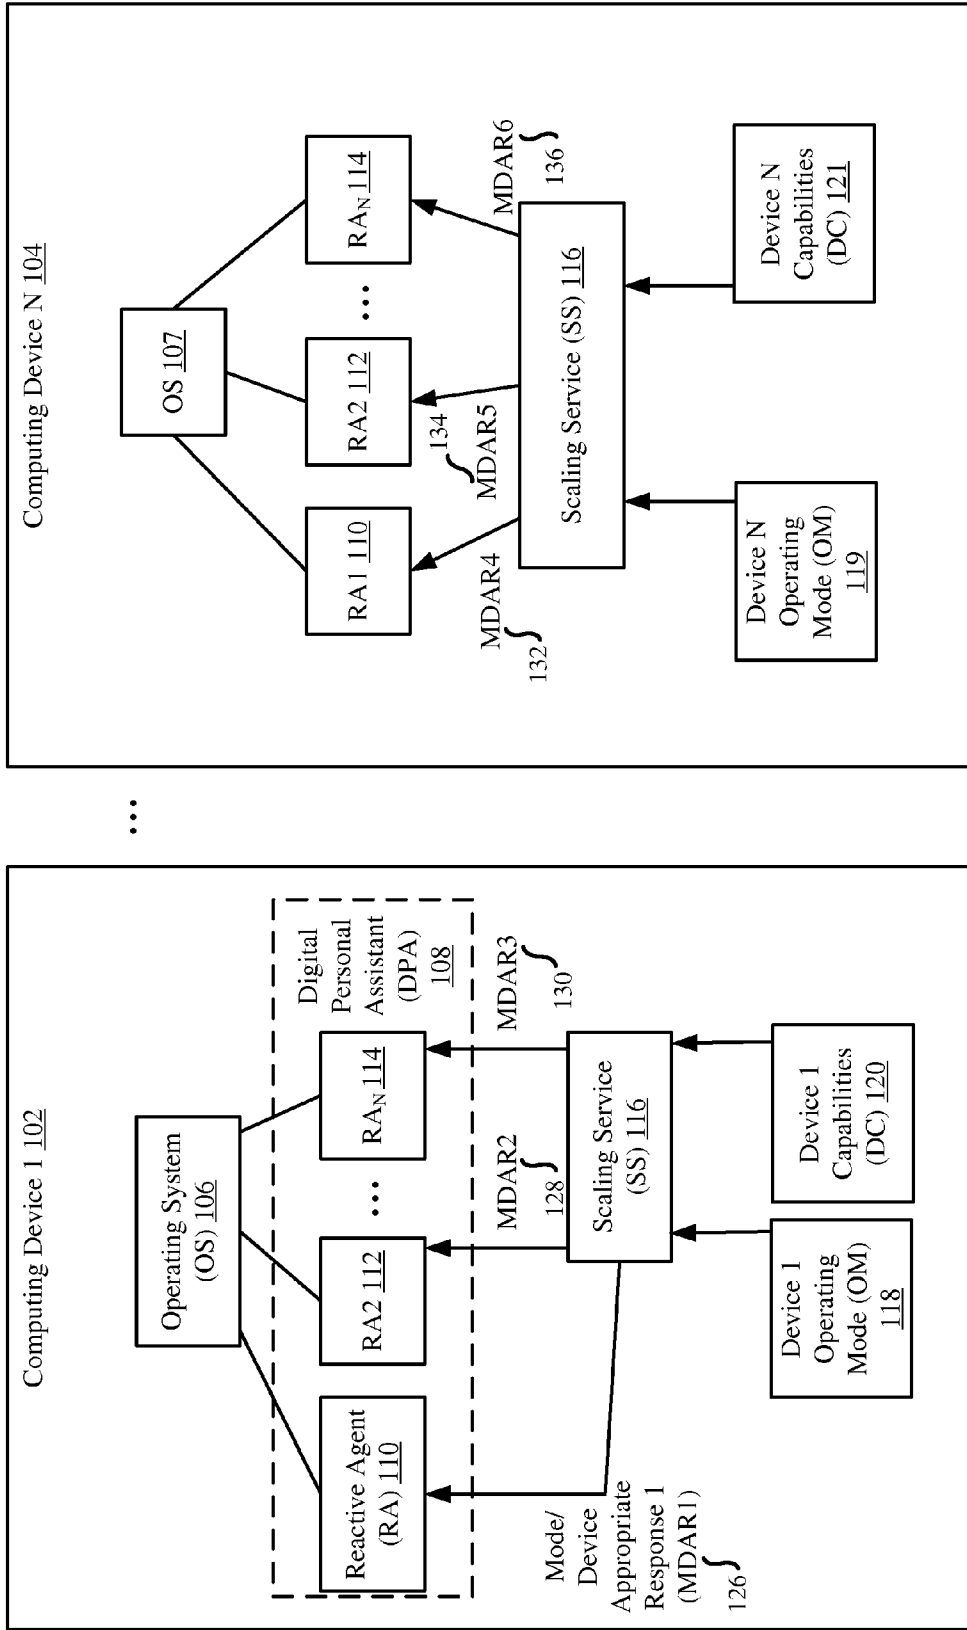 Computing Device 1 102
Operating System
(OS) 106
Digital
Personal
Assistant
(DPA)
108
Reactive Agent
(RA) 110
RA2 112
...
RAN 114
Mode/
Device
Appropriate
Response 1
(MDAR1)
126
MDAR2
128
MDAR3
130
Scaling Service
(SS) 116
Device 1
Operating
Mode (OM)
118
Device 1
Capabilities
(DC) 120
...
Computing Device N 104
OS 107
RA1 110
RA2 112
...
RAN 114
MDAR4
132
134
MDAR5
MDAR6
136
Scaling Service (SS) 116
Device N
Operating
Mode (OM)
119
Device N
Capabilities
(DC) 121